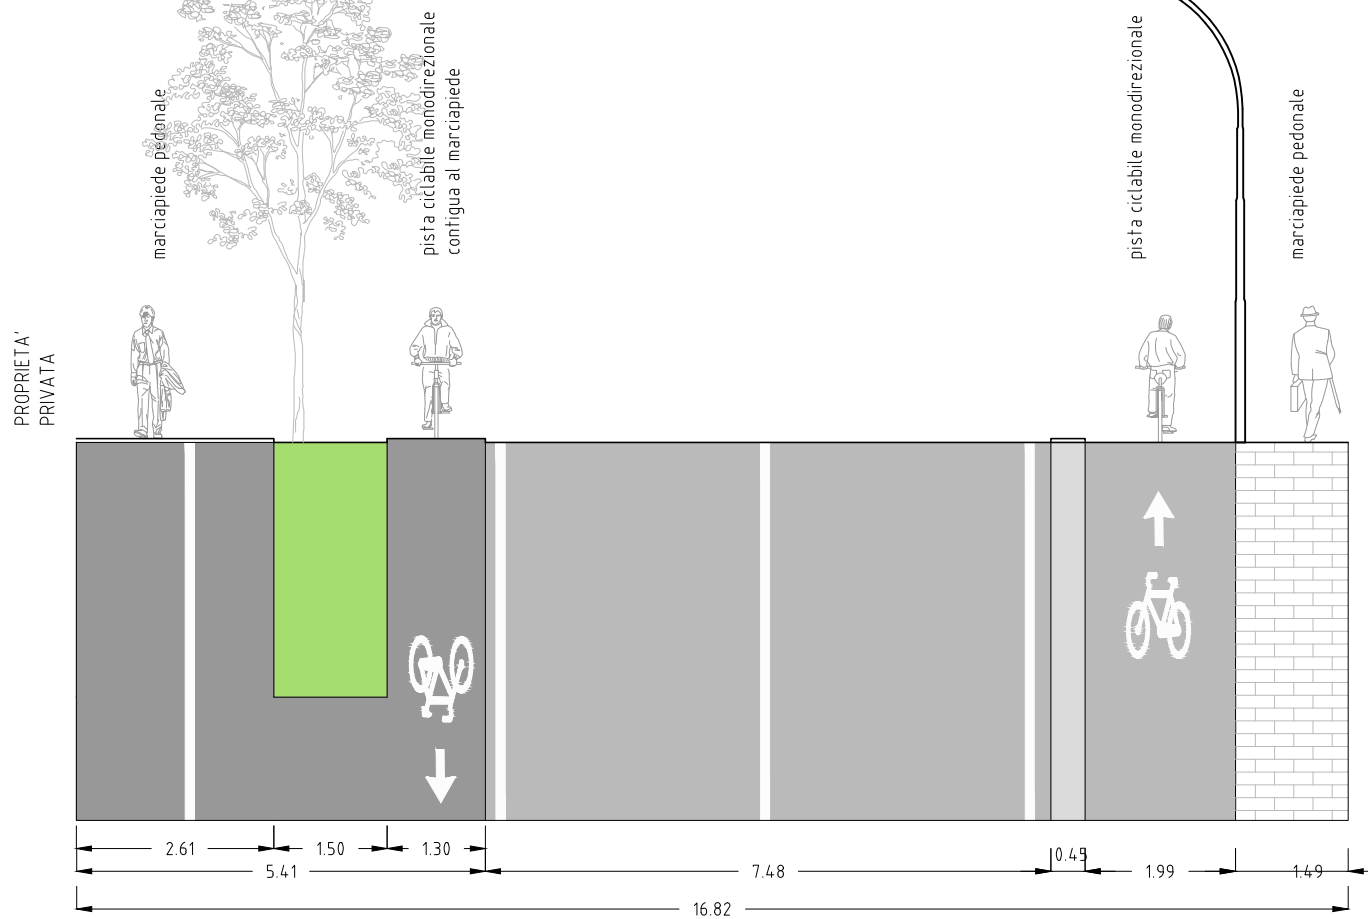 marciapiede pedonale
pista ciclabile monodirezionale
contigua al marciapiede
pista ciclabile monodirezionale
marciapiede pedonale
PROPRIETA'
PRIVATA
2.61
1.50
1.30
0.45
5.41
7.48
1.99
1.49
16.82